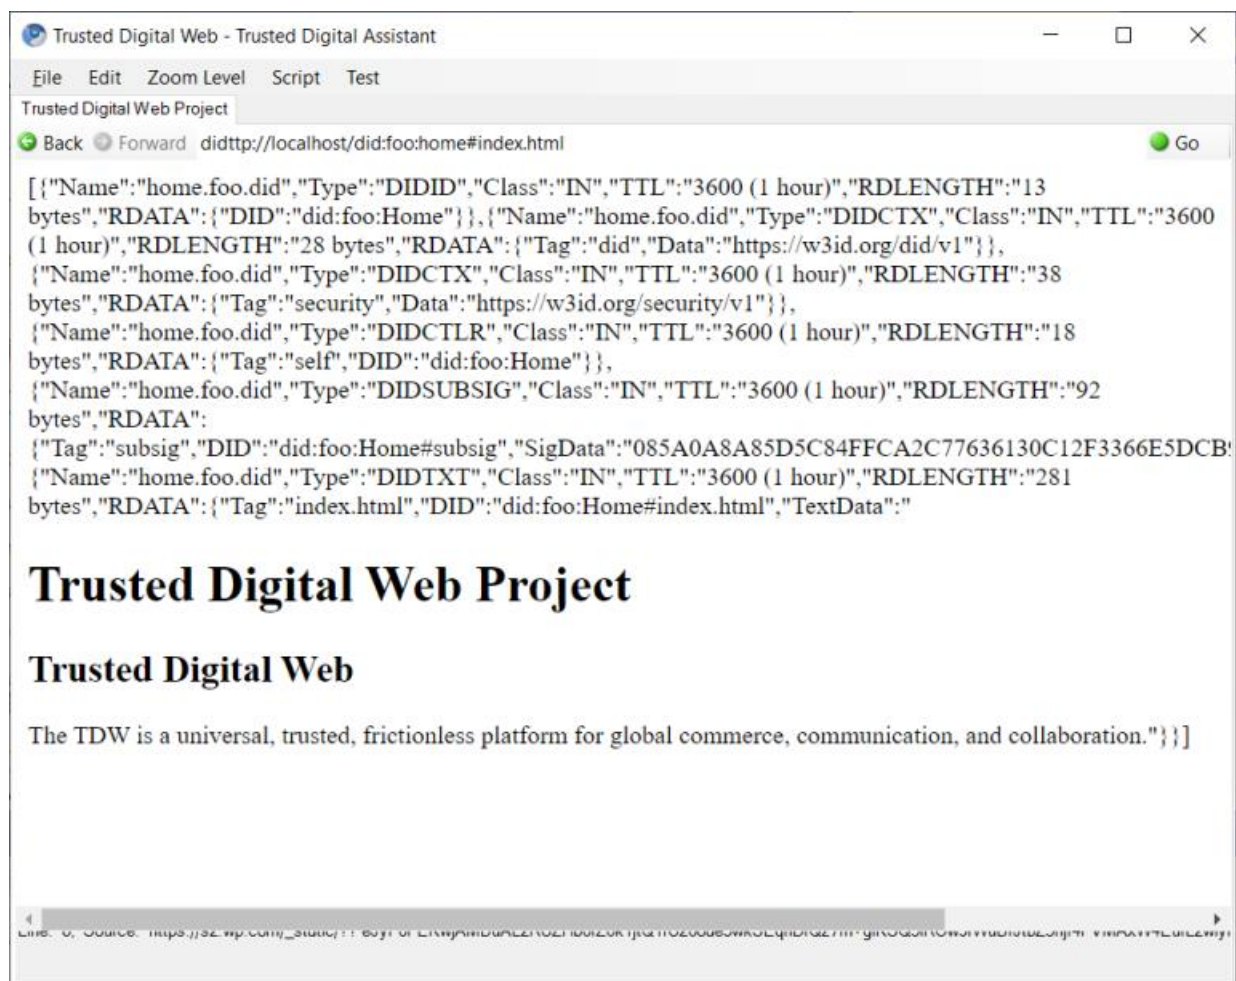 Trusted Digital Web - Trusted Digital Assistant
File Edit Zoom Level Script Test
Trusted Digital Web Project
Back Forward didttp://localhost/did:foo:home#index.html Go
[{"Name":"home.foo.did","Type":"DIDID","Class":"IN","TTL":"3600 (1 hour)","RDLENGTH":"13
bytes","RDATA":{"DID":"did:foo:Home"}},{"Name":"home.foo.did","Type":"DIDCTX","Class":"IN","TTL":"3600
(1 hour)","RDLENGTH":"28 bytes","RDATA":{"Tag":"did","Data":"https://w3id.org/did/v1"}},
{"Name":"home.foo.did","Type":"DIDCTX","Class":"IN","TTL":"3600 (1 hour)","RDLENGTH":"38
bytes","RDATA":{"Tag":"security","Data":"https://w3id.org/security/v1"}},
{"Name":"home.foo.did","Type":"DIDCTLR","Class":"IN","TTL":"3600 (1 hour)","RDLENGTH":"18
bytes","RDATA":{"Tag":"self","DID":"did:foo:Home"}},
{"Name":"home.foo.did","Type":"DIDSUBSIG","Class":"IN","TTL":"3600 (1 hour)","RDLENGTH":"92
bytes","RDATA":
{"Tag":"subsig","DID":"did:foo:Home#subsig","SigData":"085A0A8A85D5C84FFCA2C77636130C12F3366E5DCB
{"Name":"home.foo.did","Type":"DIDTXT","Class":"IN","TTL":"3600 (1 hour)","RDLENGTH":"281
bytes","RDATA":{"Tag":"index.html","DID":"did:foo:Home#index.html","TextData":"
Trusted Digital Web Project
Trusted Digital Web
The TDW is a universal, trusted, frictionless platform for global commerce, communication, and collaboration."}}]